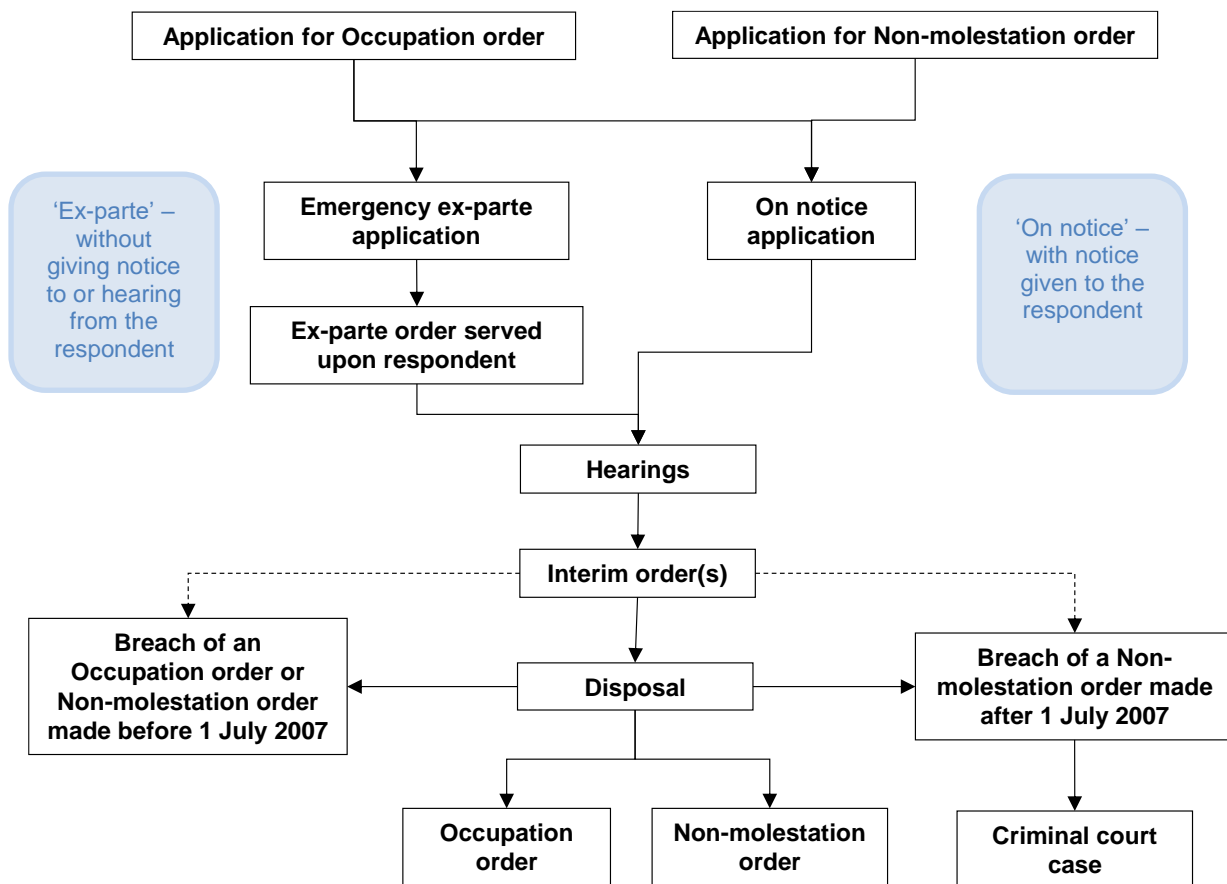 Application for Occupation order
Application for Non-molestation order
‘Ex-parte’ –
without
giving notice
to or hearing
from the
respondent
Emergency ex-parte
application
On notice
application
‘On notice’ –
with notice
given to the
respondent
Ex-parte order served
upon respondent
Hearings
Interim order(s)
Breach of an
Occupation order or
Non-molestation order
made before 1 July 2007
Disposal
Breach of a Non-
molestation order made
after 1 July 2007
Occupation
order
Non-molestation
order
Criminal court
case